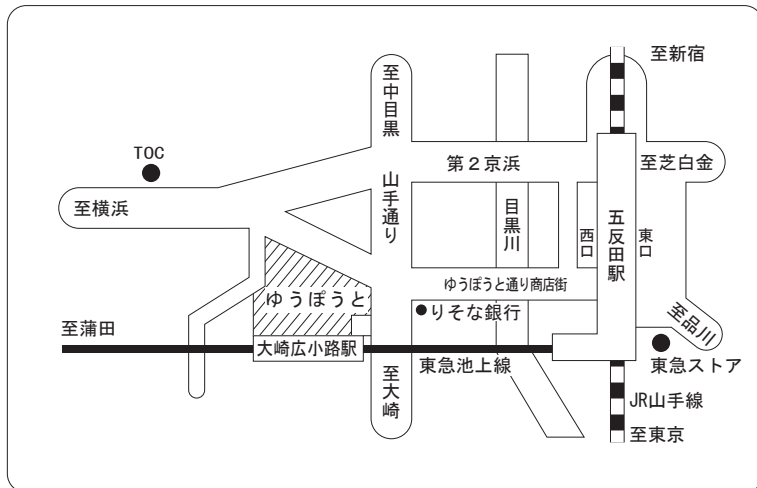 至新宿
至中目黒
TOC
第２京浜
至芝白金
山手通り
至横浜
目黒川
五反田駅
西口
東口
ゆうぽうと通り商店街
ゆうぽうと
りそな銀行
至品川
至蒲田
大崎広小路駅
東急池上線
東急ストア
至大崎
JR山手線
至東京